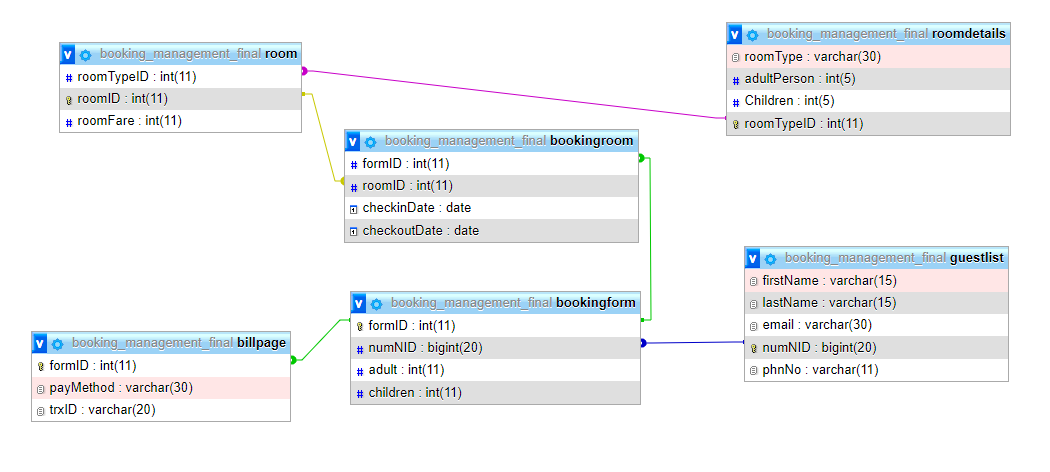 booking_management_final room
roomTypeID : int(11)
roomID : int(11)
roomFare : int(11)
booking_management_final roomdetails
roomType : varchar(30)
adultPerson : int(5)
Children : int(5)
roomTypeID : int(11)
booking_management_final bookingroom
formID : int(11)
roomID : int(11)
checkinDate : date
checkoutDate : date
booking_management_final guestlist
firstName : varchar(15)
lastName : varchar(15)
email : varchar(30)
numNID : bigint(20)
phnNo : varchar(11)
booking_management_final bookingform
formID : int(11)
numNID : bigint(20)
adult : int(11)
children : int(11)
booking_management_final billpage
formID : int(11)
payMethod : varchar(30)
trxID : varchar(20)